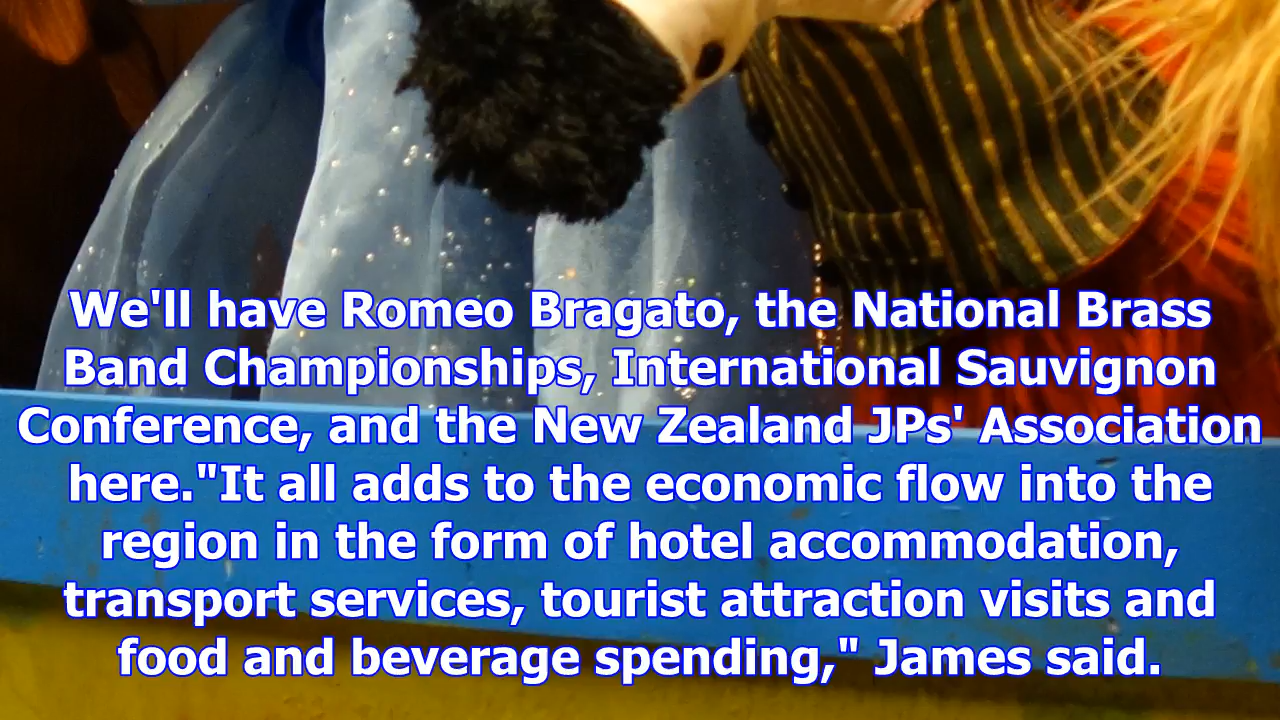 We'll have Romeo Bragato, the National Brass
Band Championships, International Sauvignon
Conference, and the New Zealand JPs' Association
here."It all adds to the economic flow into the
region in the form of hotel accommodation,
transport services, tourist attraction visits and
food and beverage spending," James said.